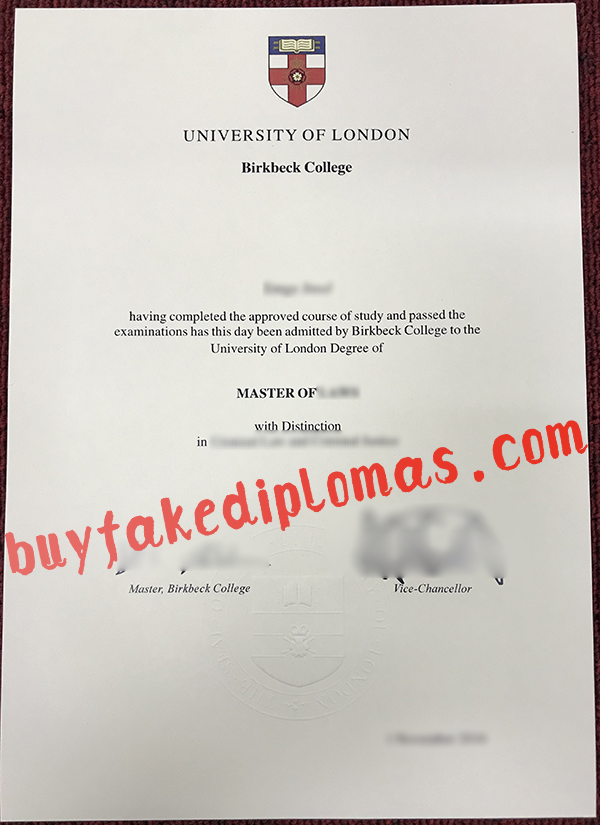 UNIVERSITY OF LONDON
Birkbeck College
having completed the approved course of study and passed the
examinations has this day been admitted by Birkbeck College to the
University of London Degree of
MASTER OF
with Distinction
in
buyfakediplomas.com
Master, Birkbeck College
Vice-Chancellor